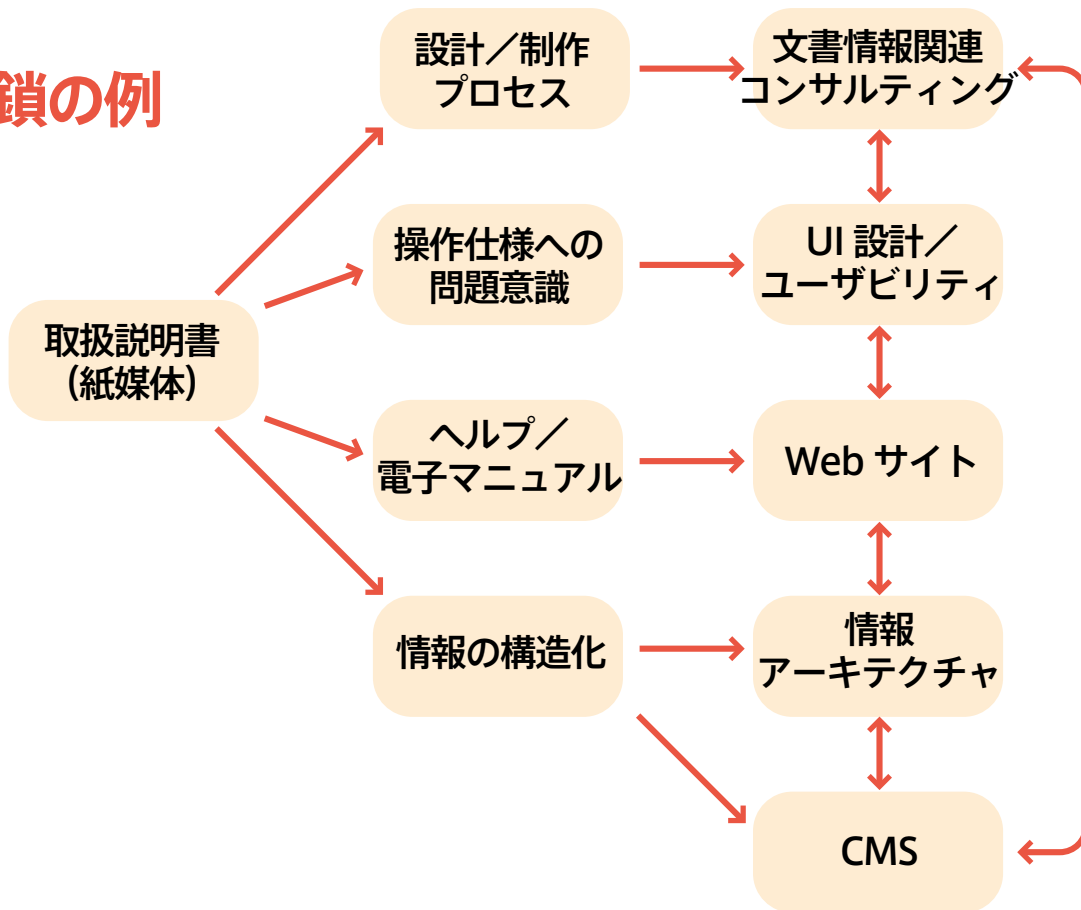 鎖の例
設計／制作
プロセス
文書情報関連
コンサルティング
操作仕様への
問題意識
UI 設計／
ユーザビリティ
取扱説明書
（紙媒体）
ヘルプ／
電子マニュアル
Web サイト
情報の構造化
情報
アーキテクチャ
CMS